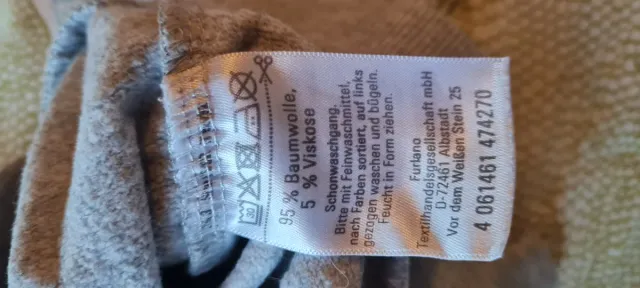 30
95 % Baumwolle,
5 % Viskose
Schonwaschgang.
Bitte mit Feinwaschmittel,
nach Farben sortiert, auf links
gezogen waschen und bügeln.
Feucht in Form ziehen.
Furlano
Textilhandelsgesellschaft mbH
D-72461 Albstadt
Vor dem Weißen Stein 25
4 061461 474270